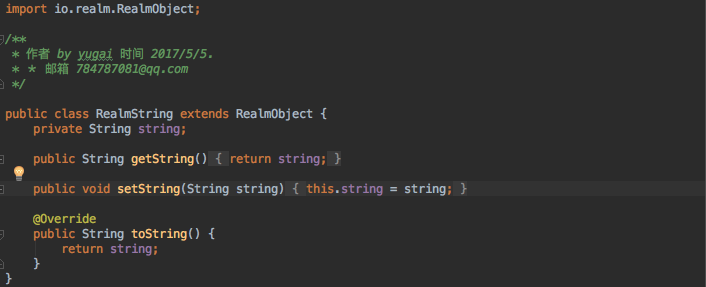 import io.realm.RealmObject;
/**
 * 作者 by yugai 时间 2017/5/5.
 * * 邮箱 784787081@qq.com
 */
public class RealmString extends RealmObject {
    private String string;
    public String getString() { return string; }
    public void setString(String string) { this.string = string; }
    @Override
    public String toString() {
        return string;
    }
}